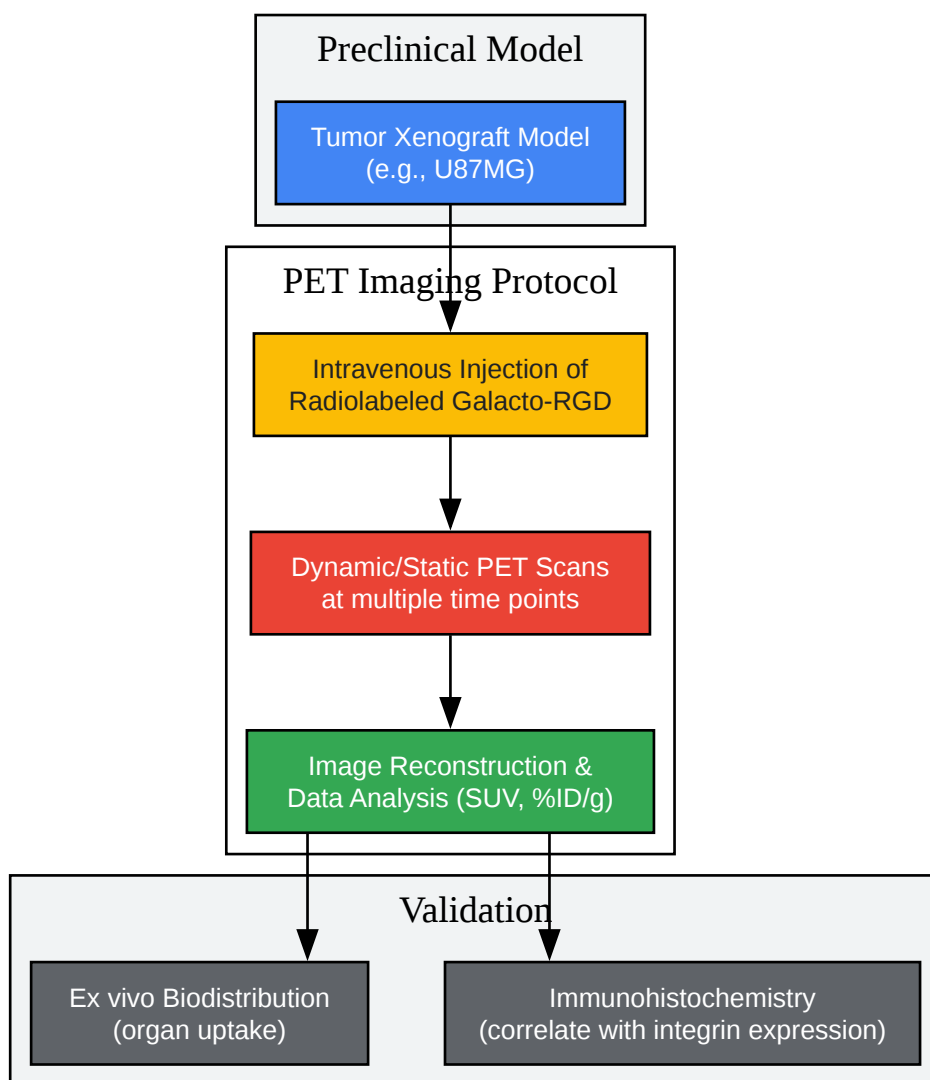 Preclinical Model
Tumor Xenograft Model
(e.g., U87MG)
PET Imaging Protocol
Intravenous Injection of
Radiolabeled Galacto-RGD
Dynamic/Static PET Scans
at multiple time points
Image Reconstruction &
Data Analysis (SUV, %ID/g)
Validation
Ex vivo Biodistribution
(organ uptake)
Immunohistochemistry
(correlate with integrin expression)